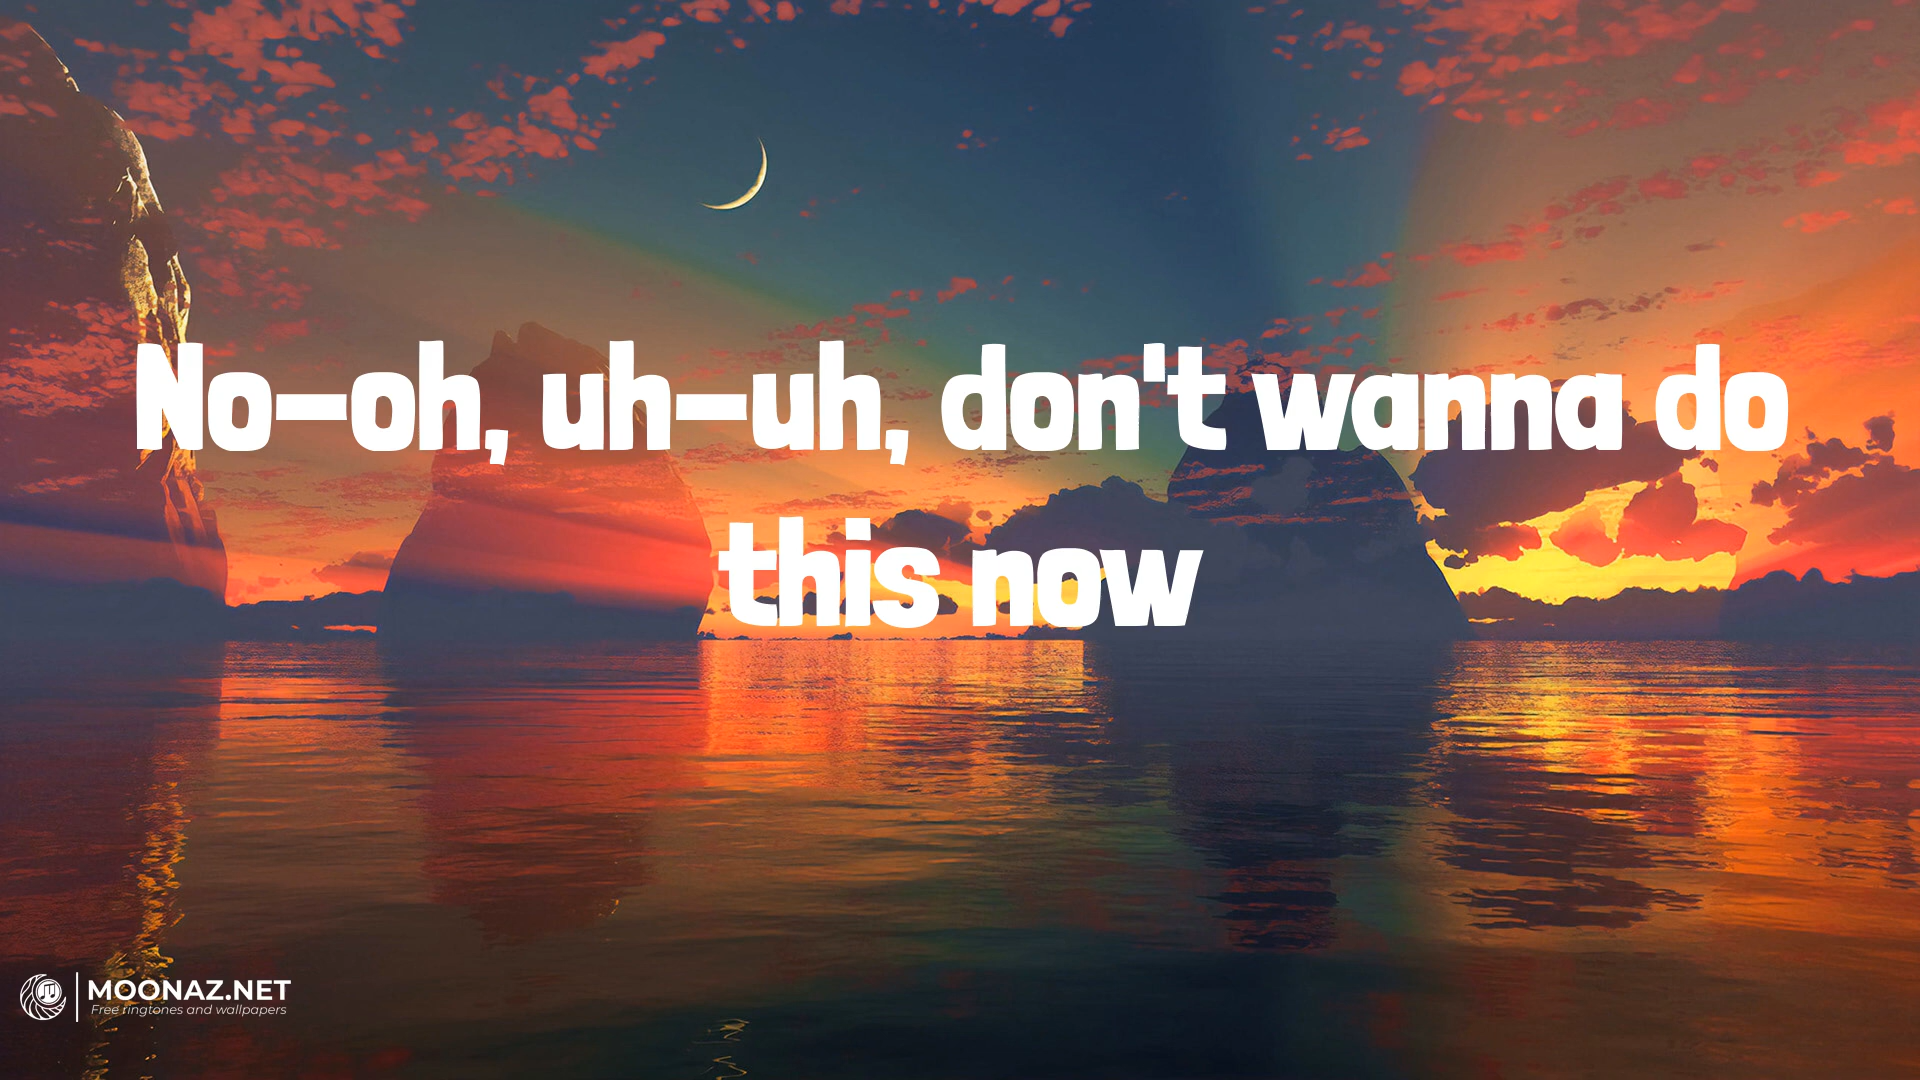 No-oh, uh-uh, don't wanna do
this now
MOONAZ.NET
Free ringtones and wallpapers